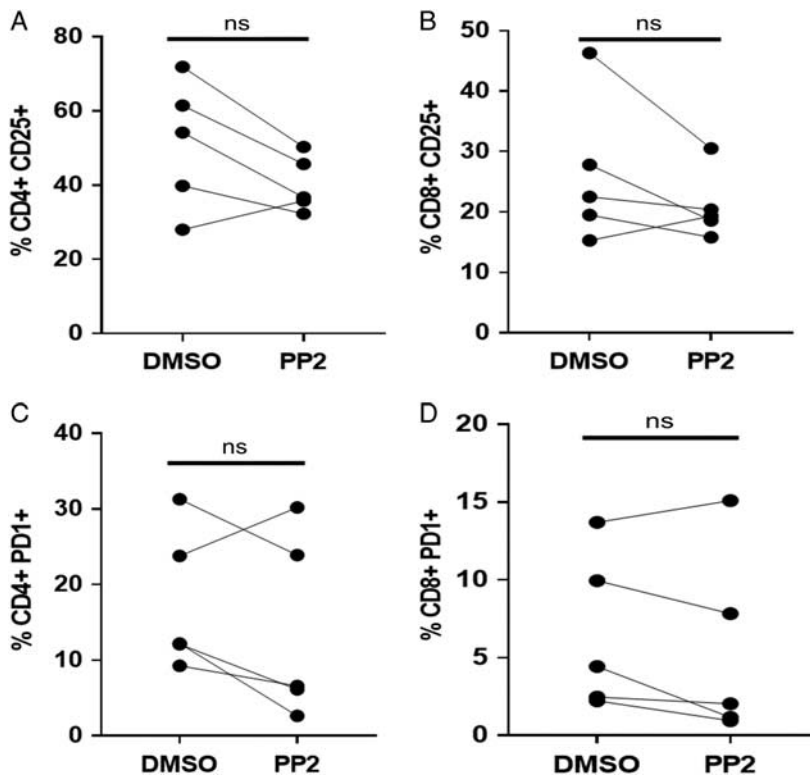 A
ns
% CD4+ CD25+
80
60
40
20
0
DMSO PP2
B
ns
% CD8+ CD25+
50
40
30
20
10
0
DMSO PP2
C
ns
% CD4+ PD1+
40
30
20
10
0
DMSO PP2
D
ns
% CD8+ PD1+
20
15
10
5
0
DMSO PP2